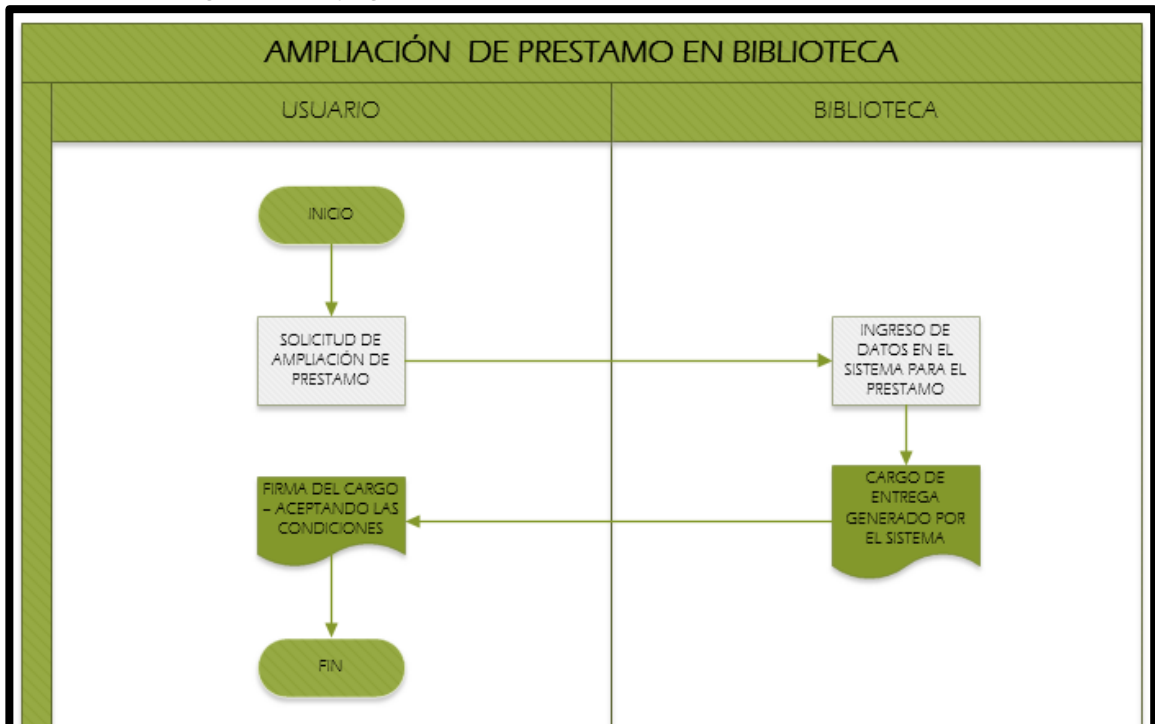 AMPLIACIÓN DE PRESTAMO EN BIBLIOTECA
USUARIO
BIBLIOTECA
INICIO
SOLICITUD DE
AMPLIACIÓN DE
PRESTAMO
INGRESO DE
DATOS EN EL
SISTEMA PARA EL
PRESTAMO
CARGO DE
ENTREGA
GENERADO POR
EL SISTEMA
FIRMA DEL CARGO
– ACEPTANDO LAS
CONDICIONES
FIN